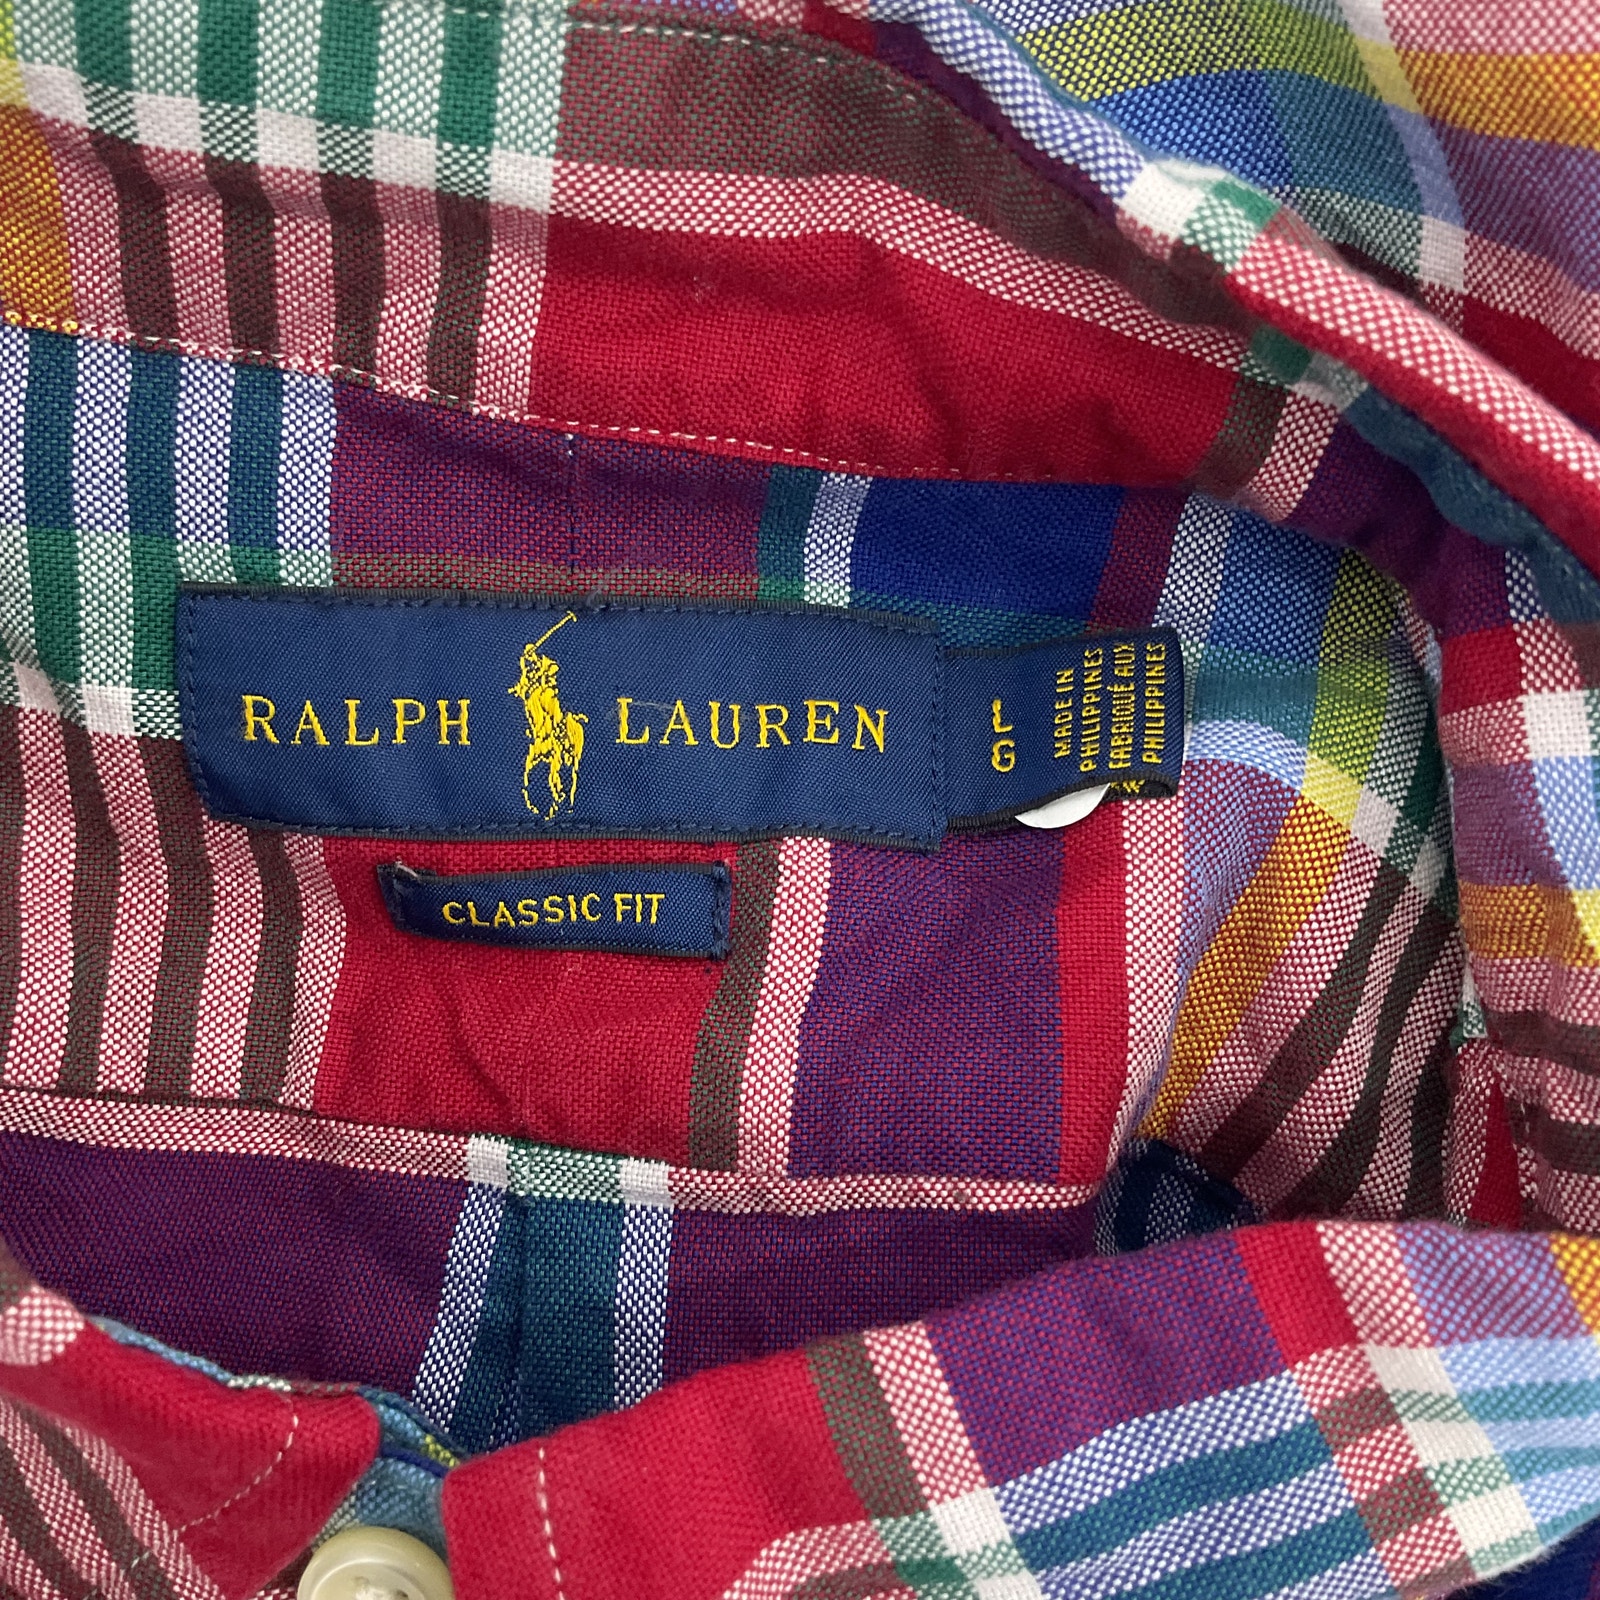 RALPH LAUREN
L
G
MADE IN
PHILIPPINES
FABRIQUÉ AUX
PHILIPPINES
CLASSIC FIT